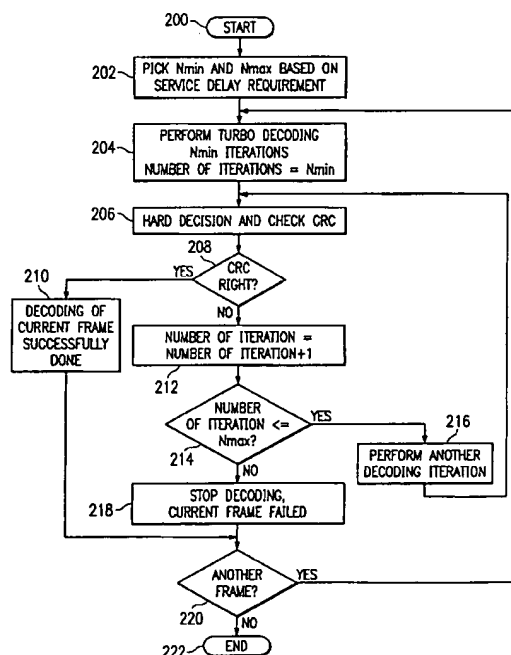 200
START
202
PICK Nmin AND Nmax BASED ON
SERVICE DELAY REQUIREMENT
204
PERFORM TURBO DECODING
Nmin ITERATIONS
NUMBER OF ITERATIONS = Nmin
206
HARD DECISION AND CHECK CRC
208
CRC
RIGHT?
YES
NO
210
DECODING OF
CURRENT FRAME
SUCCESSFULLY
DONE
NUMBER OF ITERATION =
NUMBER OF ITERATION+1
212
NUMBER
OF ITERATION <=
Nmax?
214
YES
NO
216
PERFORM ANOTHER
DECODING ITERATION
218
STOP DECODING,
CURRENT FRAME FAILED
ANOTHER
FRAME?
220
YES
NO
222
END